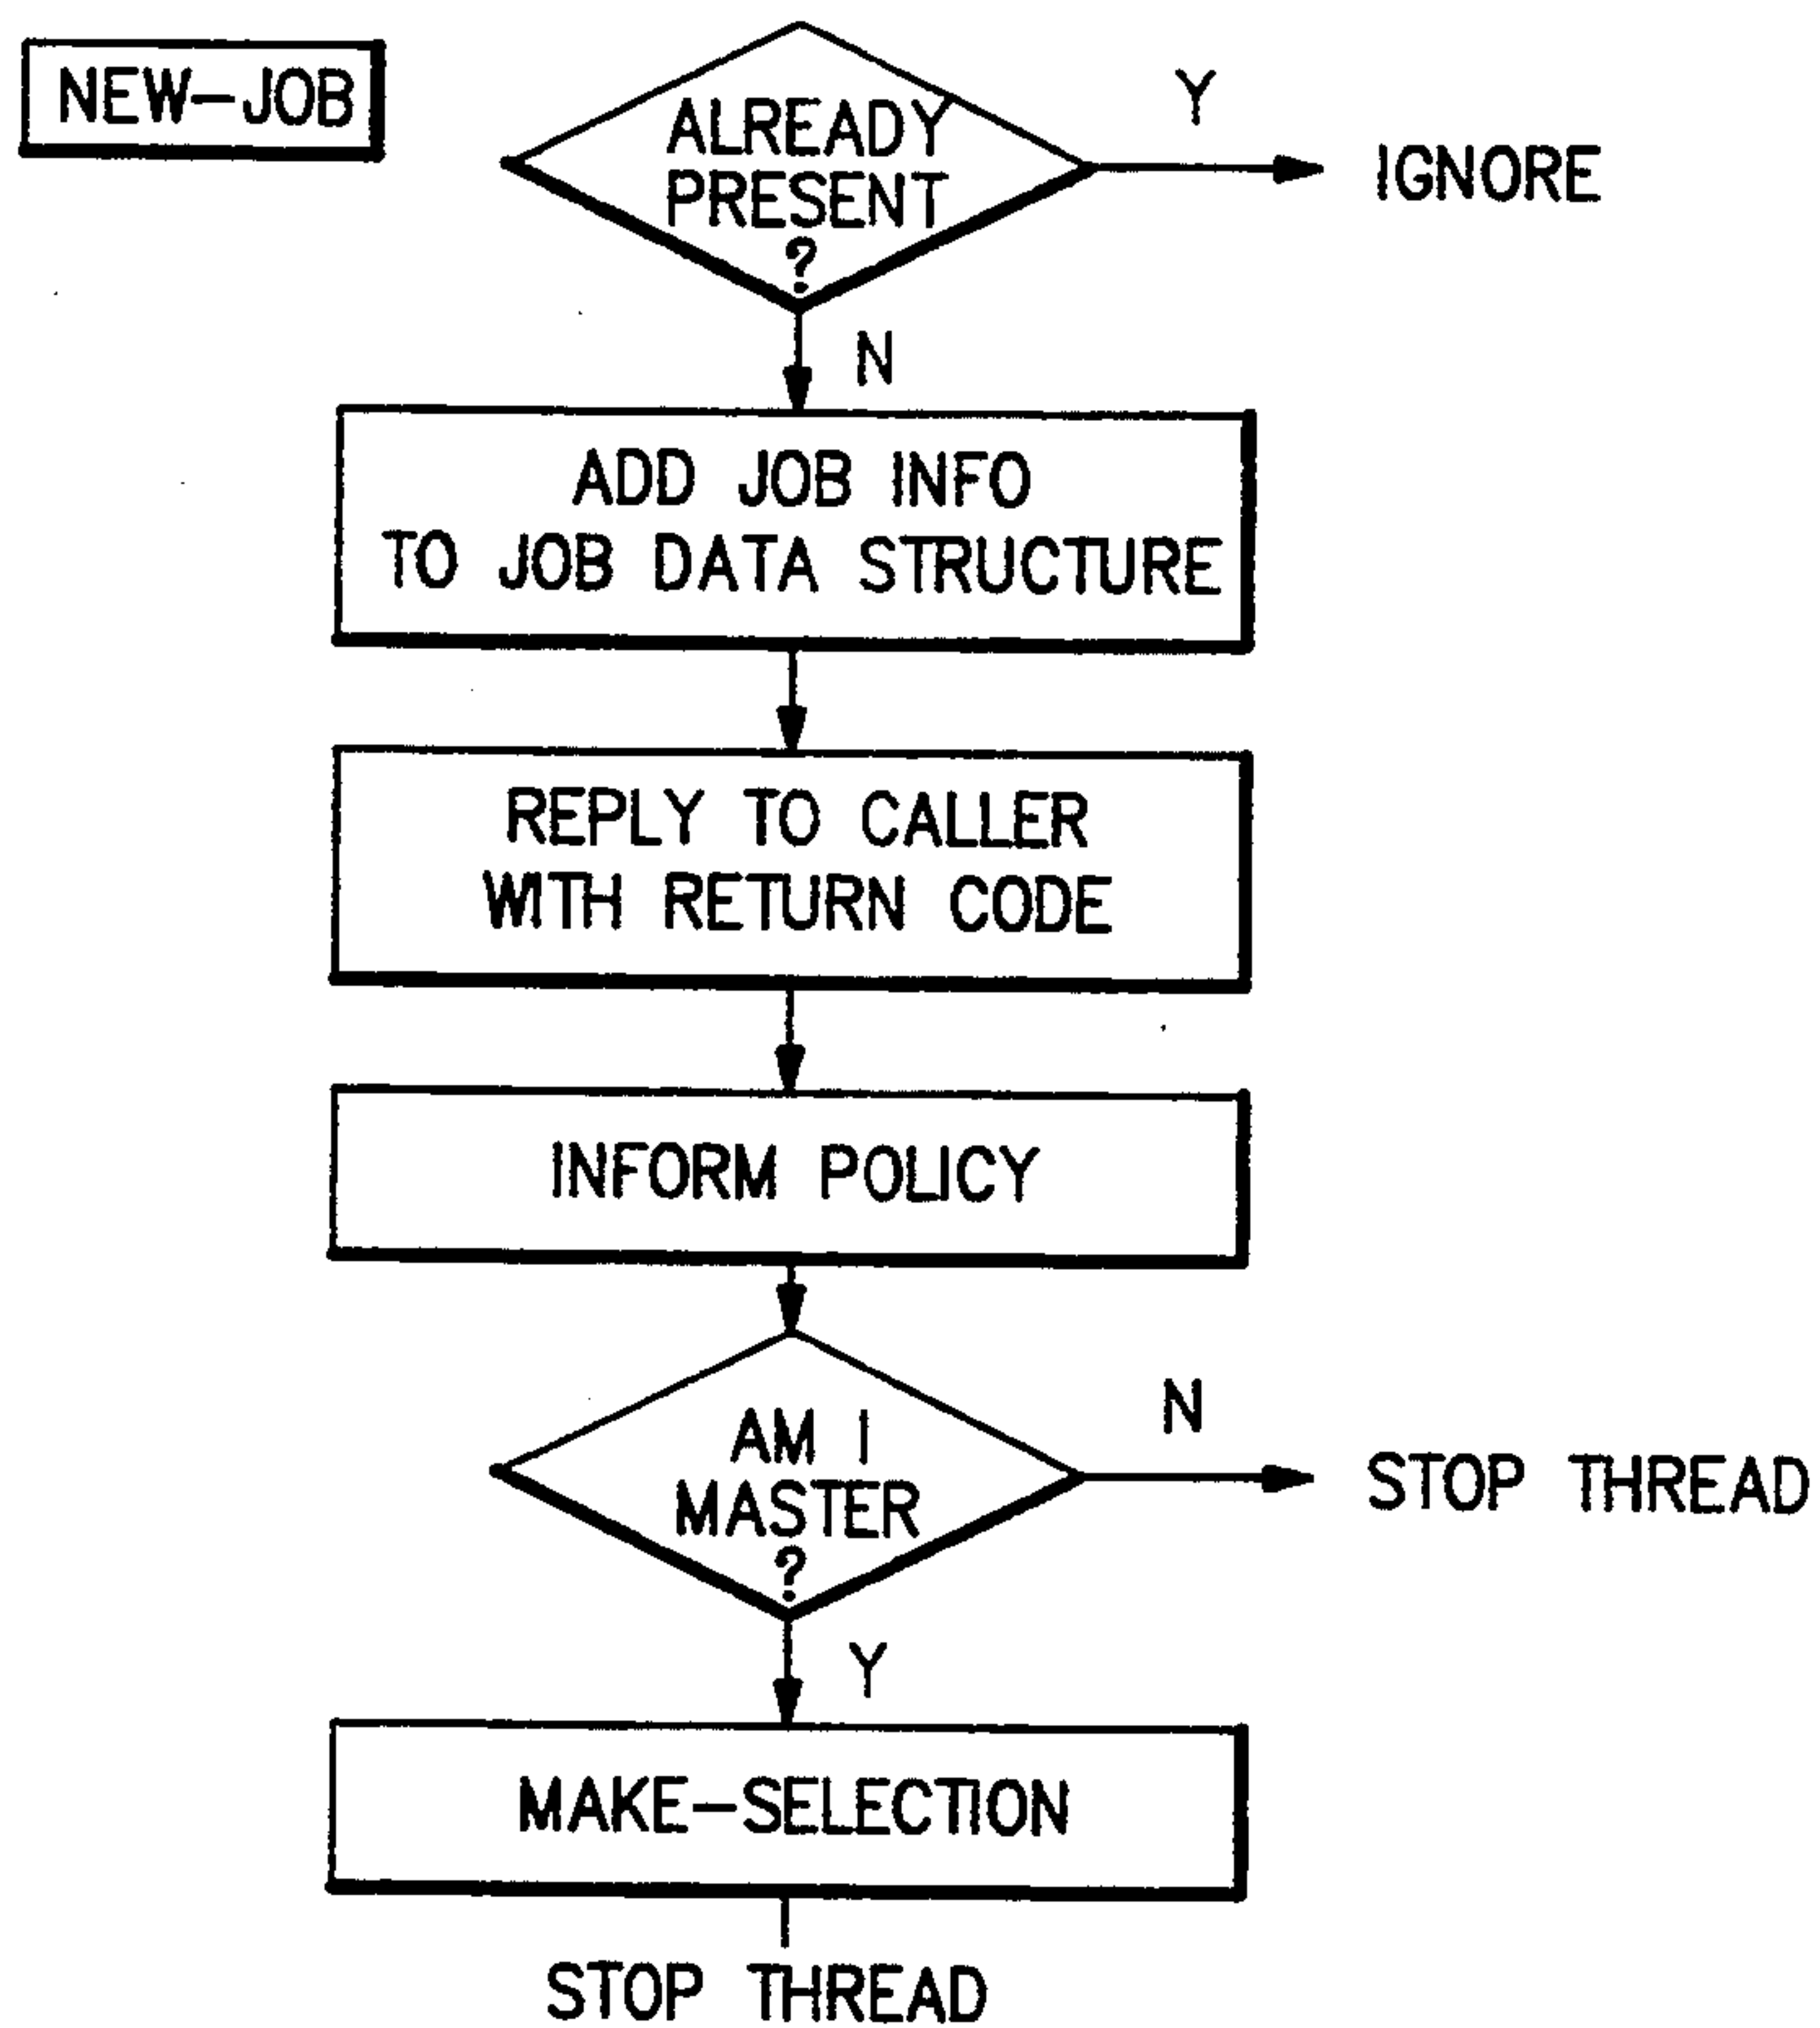 NEW-JOB
ALREADY
PRESENT
?
Y
IGNORE
N
ADD JOB INFO
TO JOB DATA STRUCTURE
REPLY TO CALLER
WITH RETURN CODE
INFORM POLICY
AM I
MASTER
?
N
STOP THREAD
Y
MAKE-SELECTION
STOP THREAD